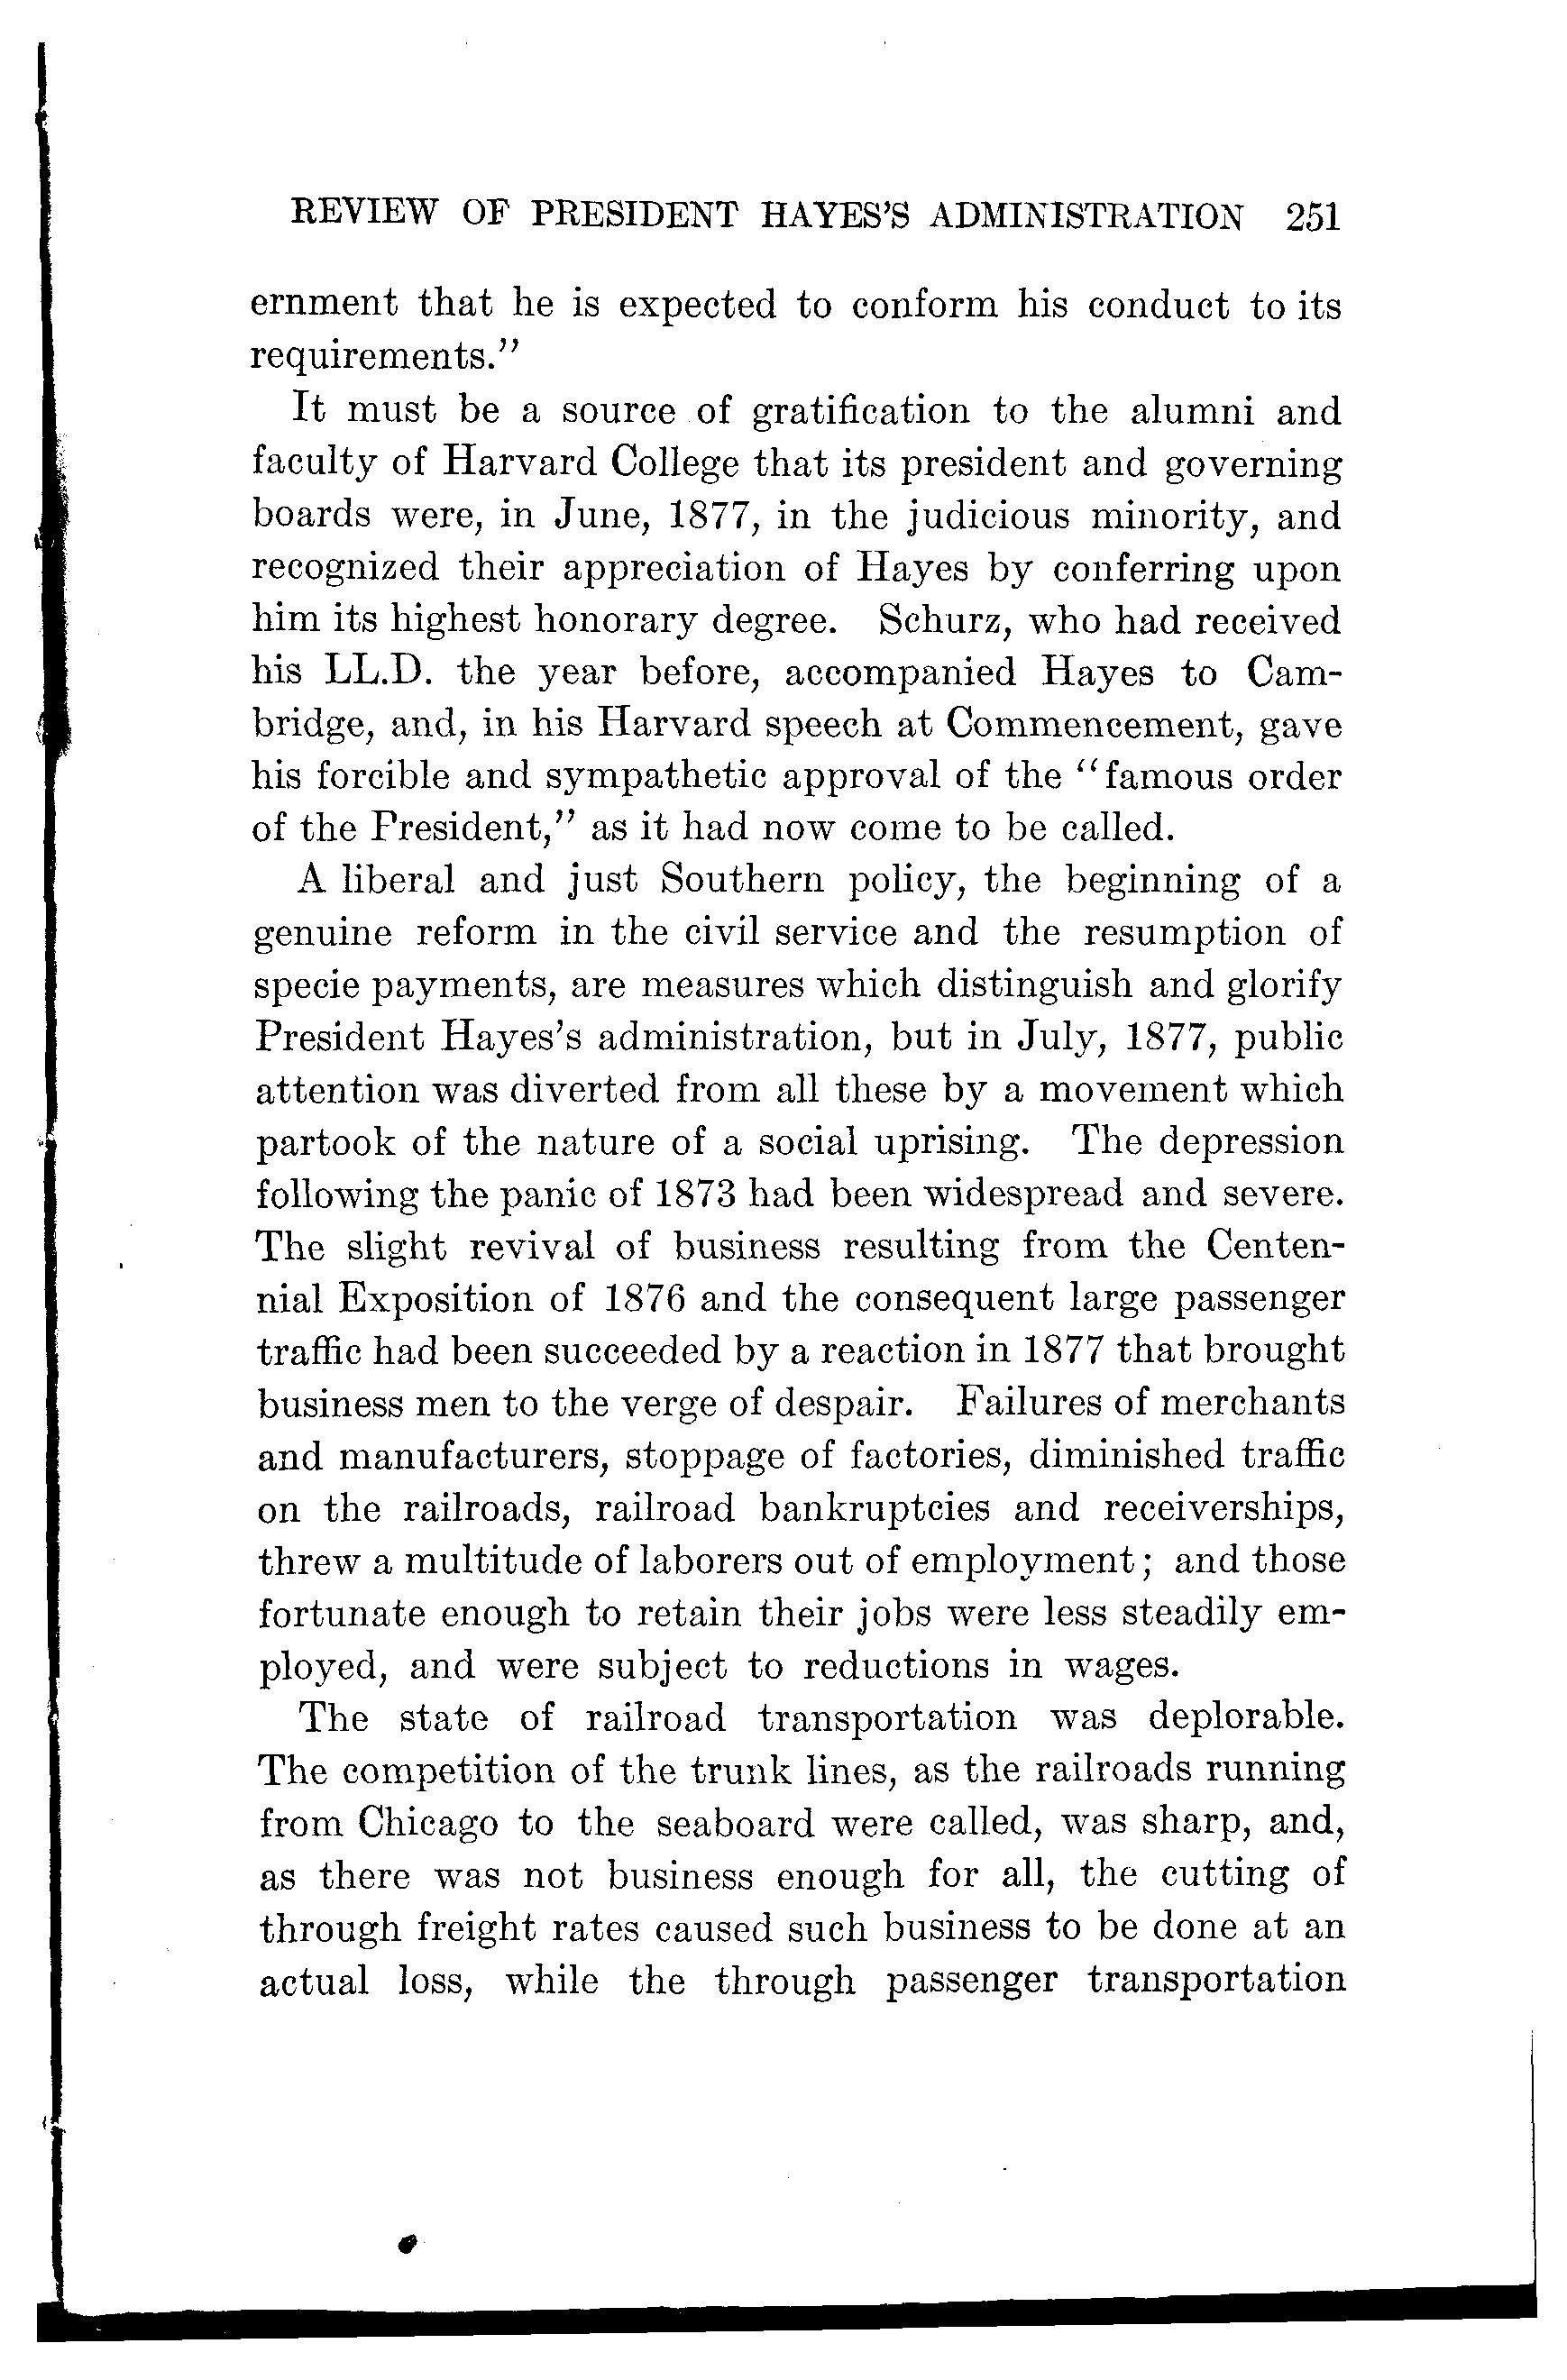 REVIEW OF PRESIDENT HAYES'S ADMINISTRATION 251
ernment that he is expected to conform his conduct to its
requirements."
It must be a source of gratification to the alumni and
faculty of Harvard College that its president and governing
boards were, in June, 1877, in the judicious minority, and
recognized their appreciation of Hayes by conferring upon
him its highest honorary degree. Schurz, who had received
his LL.D. the year before, accompanied Hayes to Cam-
bridge, and, in his Harvard speech at Commencement, gave
his forcible and sympathetic approval of the "famous order
of the President," as it had now come to be called.
A liberal and just Southern policy, the beginning of a
genuine reform in the civil service and the resumption of
specie payments, are measures which distinguish and glorify
President Hayes's administration, but in July, 1877, public
attention was diverted from all these by a movement which
partook of the nature of a social uprising. The depression
following the panic of 1873 had been widespread and severe.
The slight revival of business resulting from the Centen-
nial Exposition of 1876 and the consequent large passenger
traffic had been succeeded by a reaction in 1877 that brought
business men to the verge of despair. Failures of merchants
and manufacturers, stoppage of factories, diminished traffic
on the railroads, railroad bankruptcies and receiverships,
threw a multitude of laborers out of employment; and those
fortunate enough to retain their jobs were less steadily em-
ployed, and were subject to reductions in wages.
The state of railroad transportation was deplorable.
The competition of the trunk lines, as the railroads running
from Chicago to the seaboard were called, was sharp, and,
as there was not business enough for all, the cutting of
through freight rates caused such business to be done at an
actual loss, while the through passenger transportation